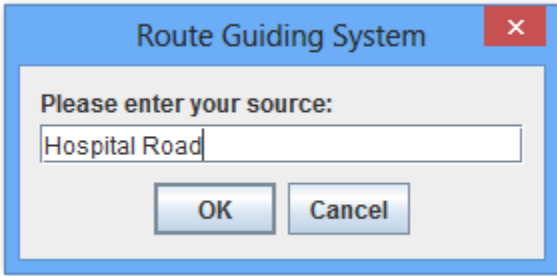 Route Guiding System
Please enter your source:
Hospital Road
OK Cancel